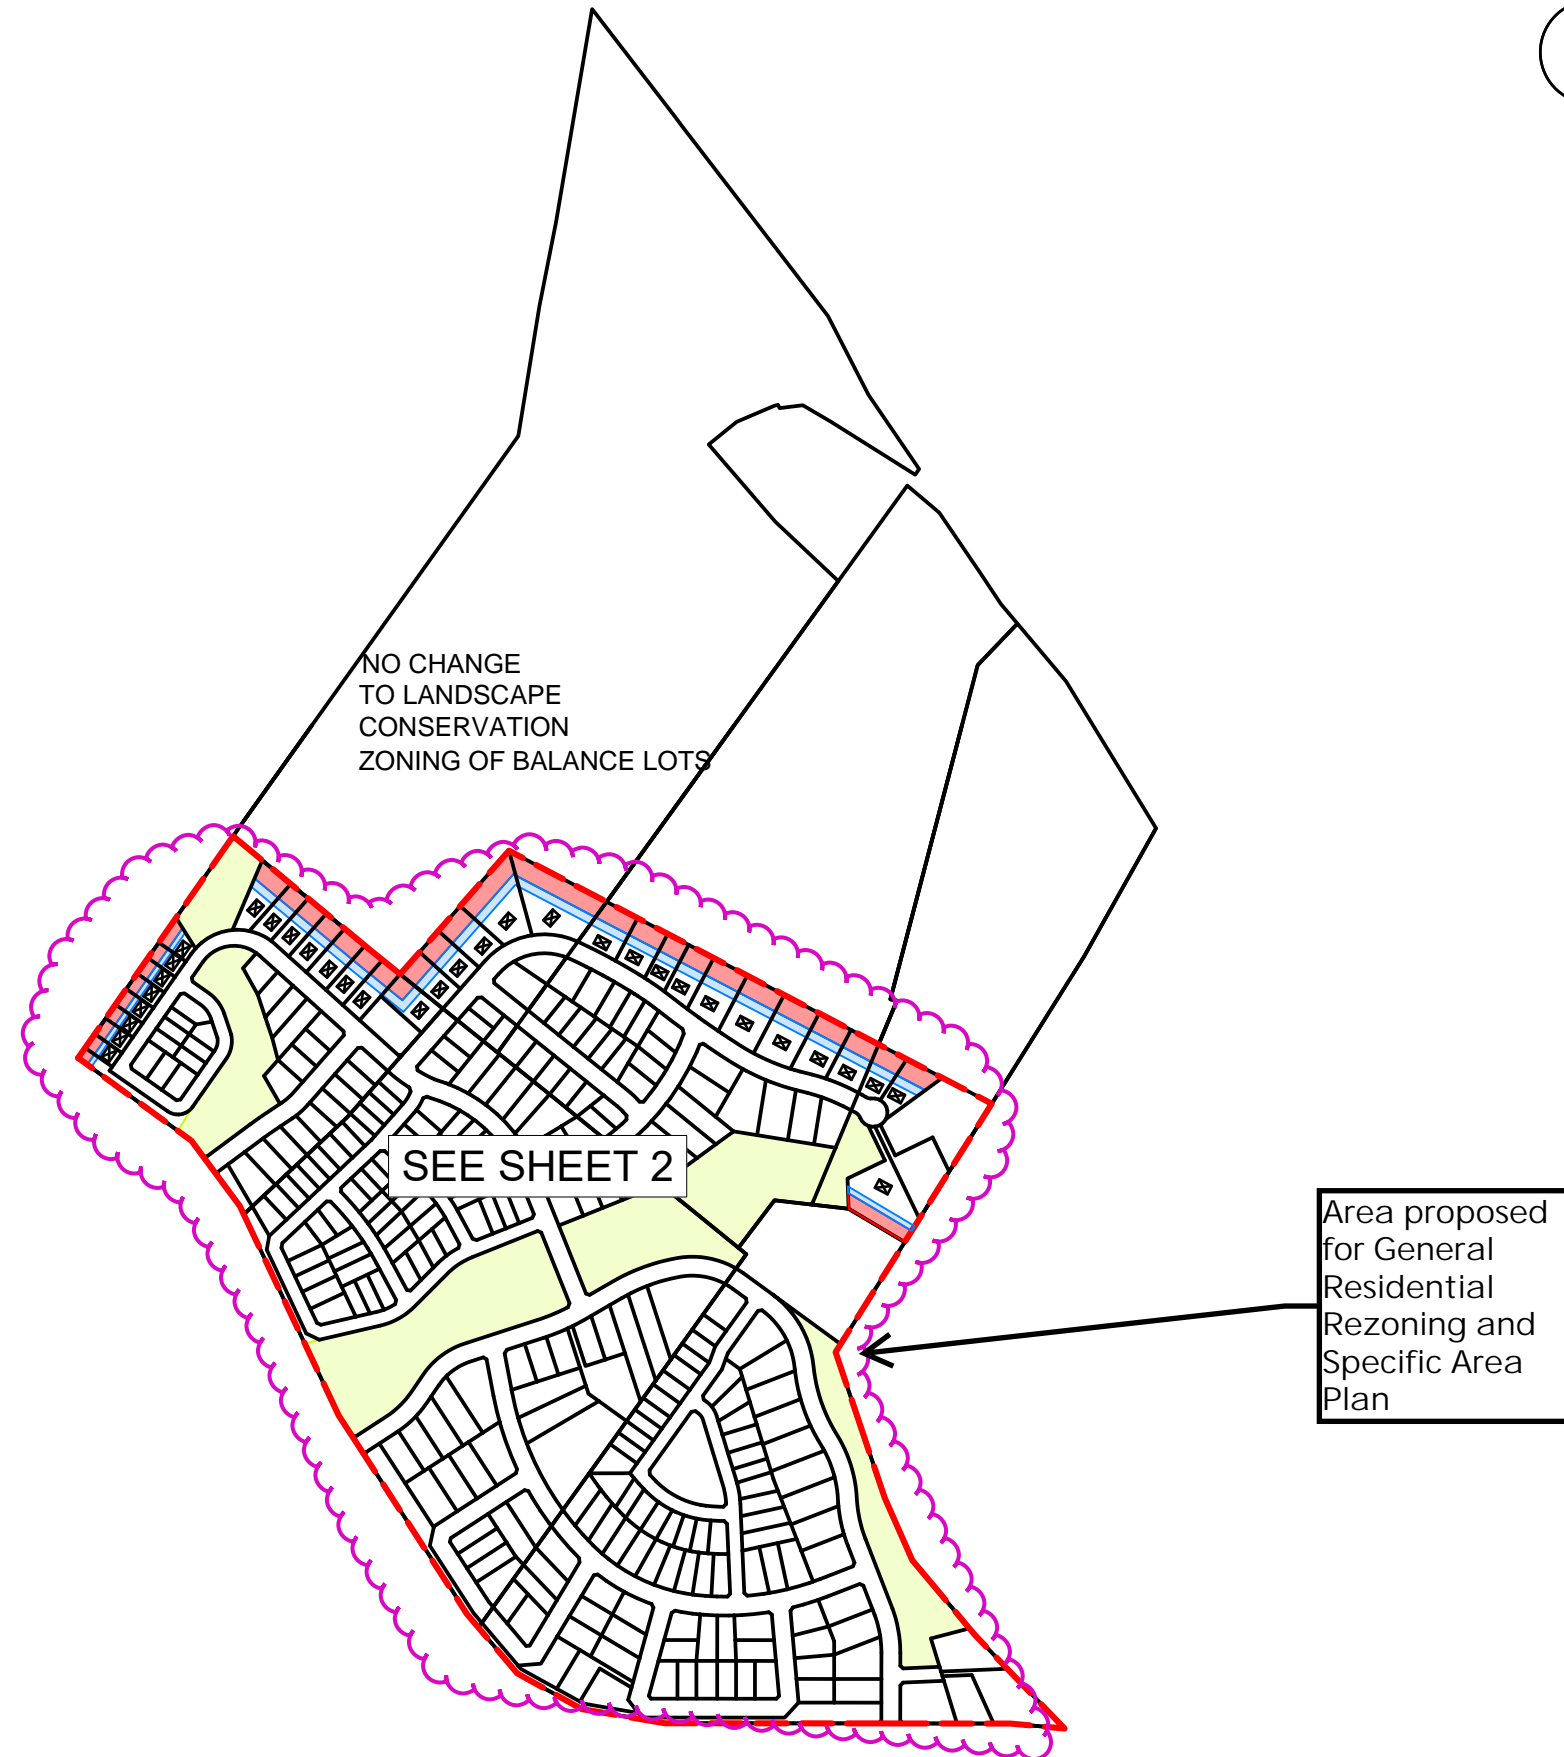 NO CHANGE
TO LANDSCAPE
CONSERVATION
ZONING OF BALANCE LOTS
SEE SHEET 2
Area proposed
for General
Residential
Rezoning and
Specific Area
Plan